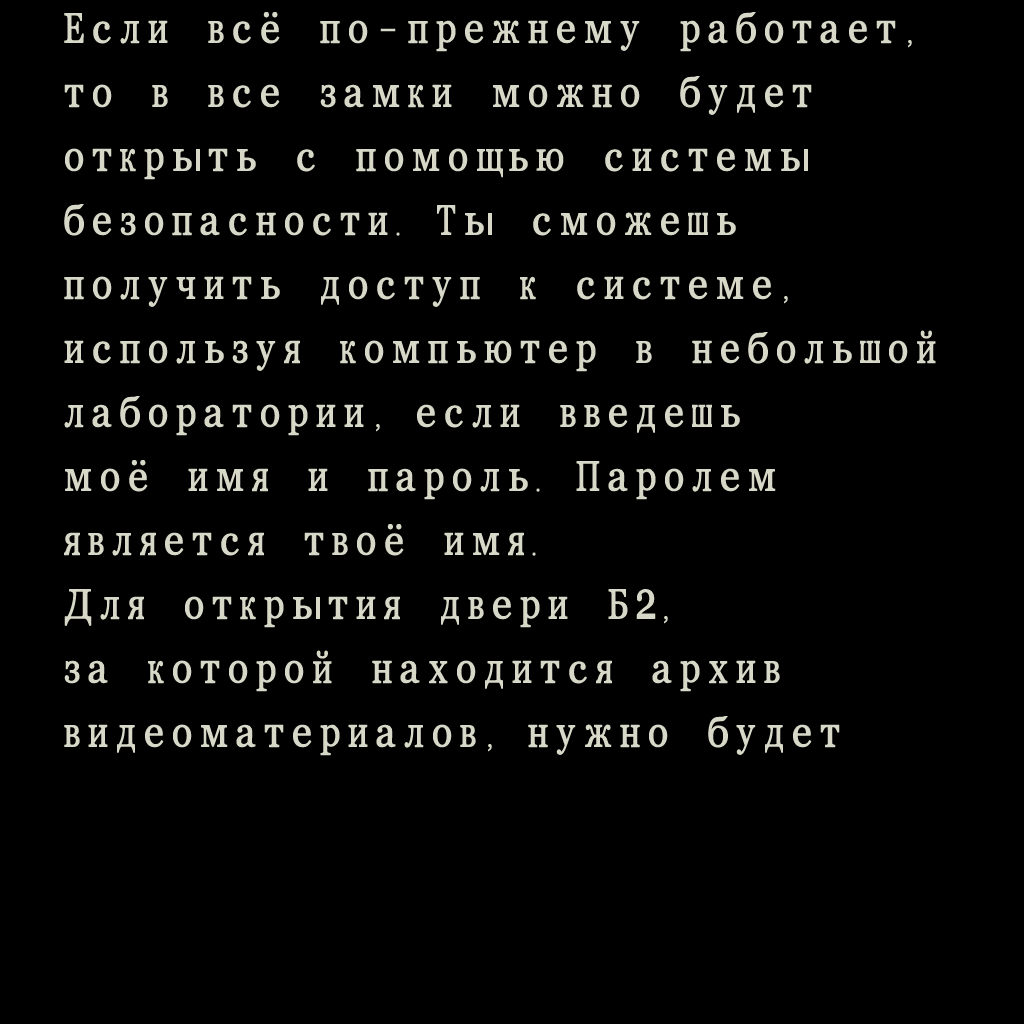 Если всё по-прежнему работает,
то в все замки можно будет
открыть с помощью системы
безопасности. Ты сможешь
получить доступ к системе,
используя компьютер в небольшой
лаборатории, если введешь
моё имя и пароль. Паролем
является твоё имя.
Для открытия двери Б2,
за которой находится архив
видеоматериалов, нужно будет